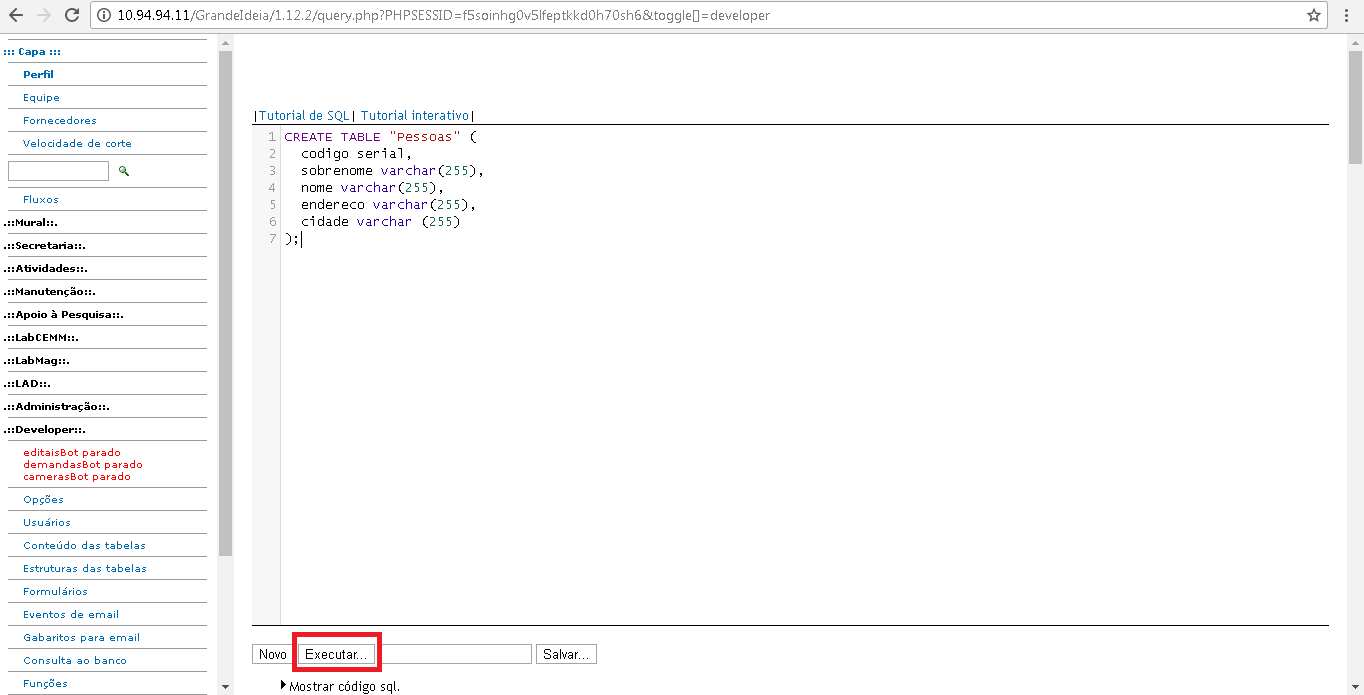 10.94.94.11/GrandeIdeia/1.12.2/query.php?PHPSESSID=f5soinhg0v5lfeptkkd0h70sh6&toggle[]=developer
::: Capa :::
Perfil
Equipe
Fornecedores
Velocidade de corte
Fluxos
.::Mural::.
.::Secretaria::.
.::Atividades::.
.::Manutenção::.
.::Apoio à Pesquisa::.
.::LabCEMM::.
.::LabMag::.
.::LAD::.
.::Administração::.
.::Developer::.
editaisBot parado
demandasBot parado
camerasBot parado
Opções
Usuários
Conteúdo das tabelas
Estruturas das tabelas
Formulários
Eventos de email
Gabaritos para email
Consulta ao banco
Funções
|Tutorial de SQL| Tutorial interativo|
1 CREATE TABLE "Pessoas" (
2 codigo serial,
3 sobrenome varchar(255),
4 nome varchar(255),
5 endereco varchar(255),
6 cidade varchar (255)
7 );
Novo Executar... Salvar...
Mostrar código sql.